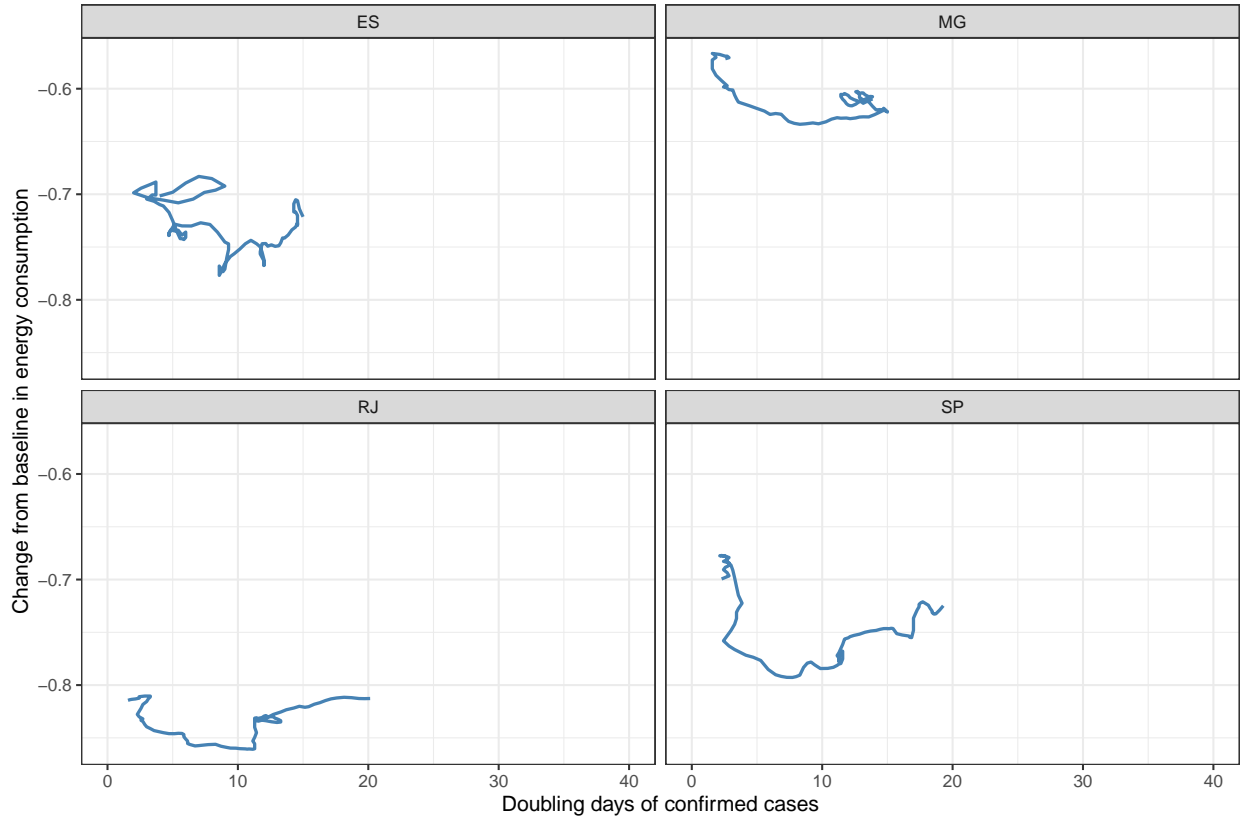 ES
MG
−0.6
−0.7
−0.8
RJ
SP
−0.6
−0.7
−0.8
0 10 20 30 40
0 10 20 30 40
Doubling days of confirmed cases
Change from baseline in energy consumption